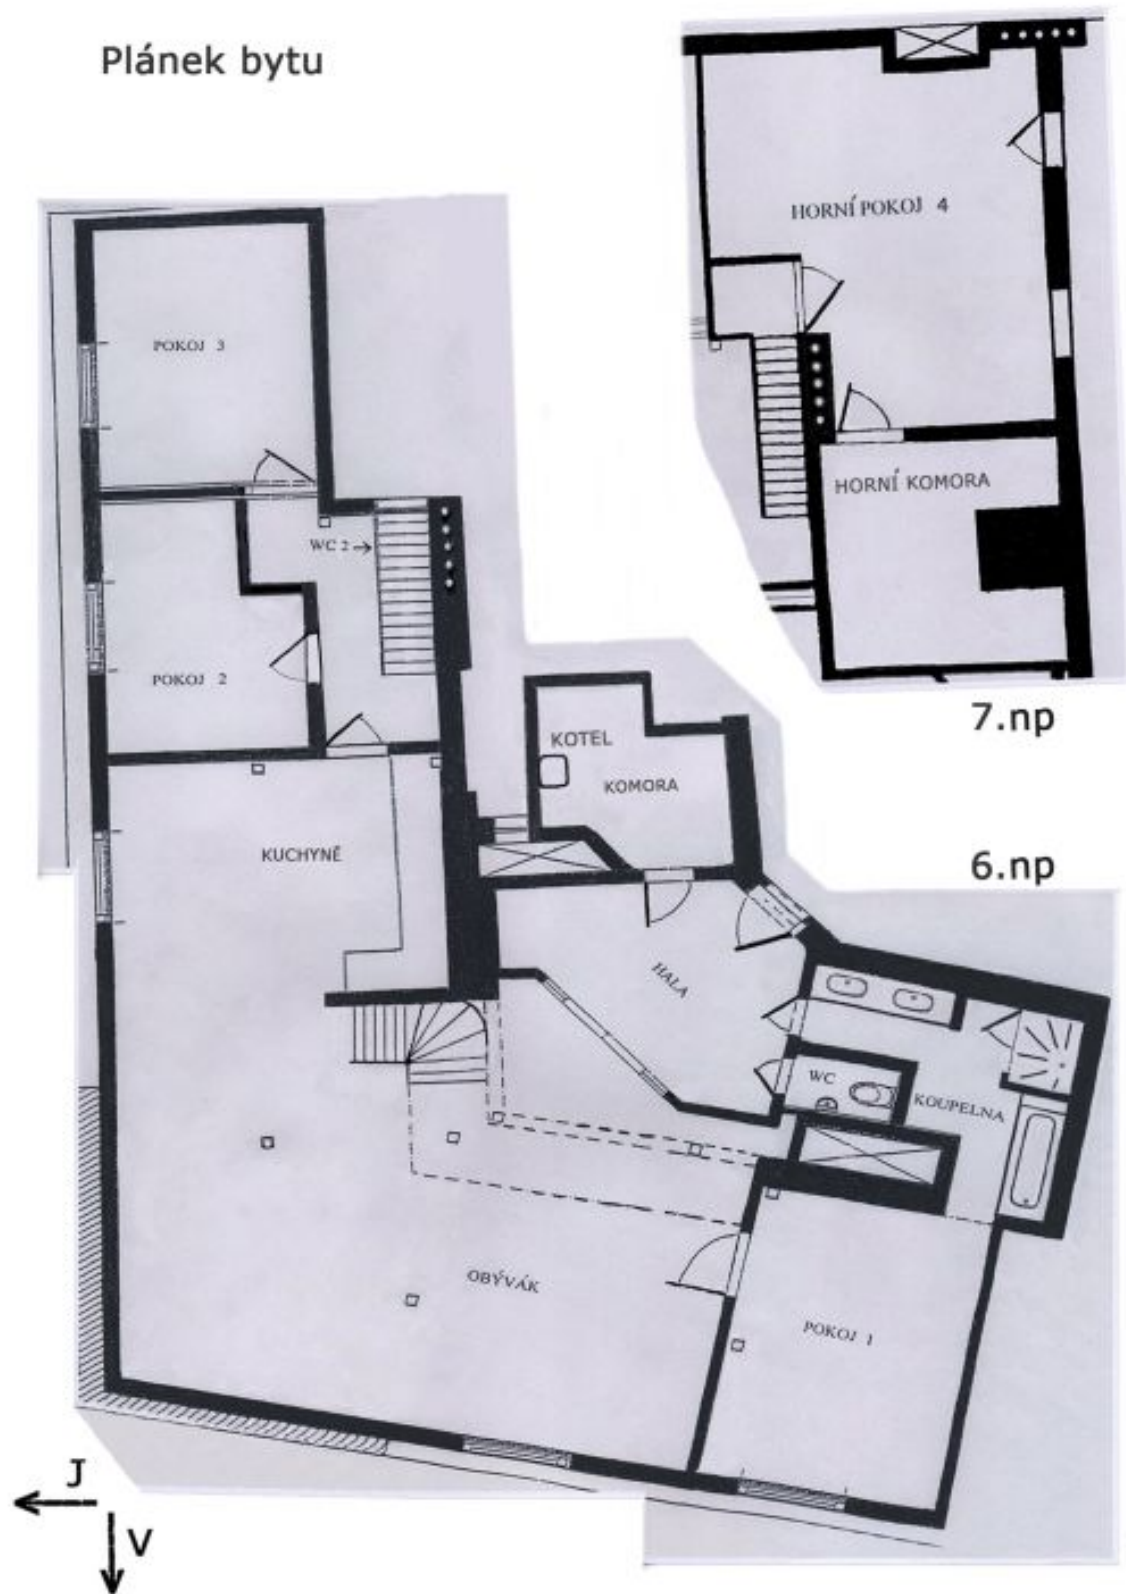 Plánek bytu
HORNÍ POKOJ 4
POKOJ 3
HORNÍ KOMORA
WC 2
POKOJ 2
7.np
KOTEL
KOMORA
KUCHYNĚ
6.np
HALA
WC
KOUPELNA
OBÝVÁK
POKOJ 1
J
V